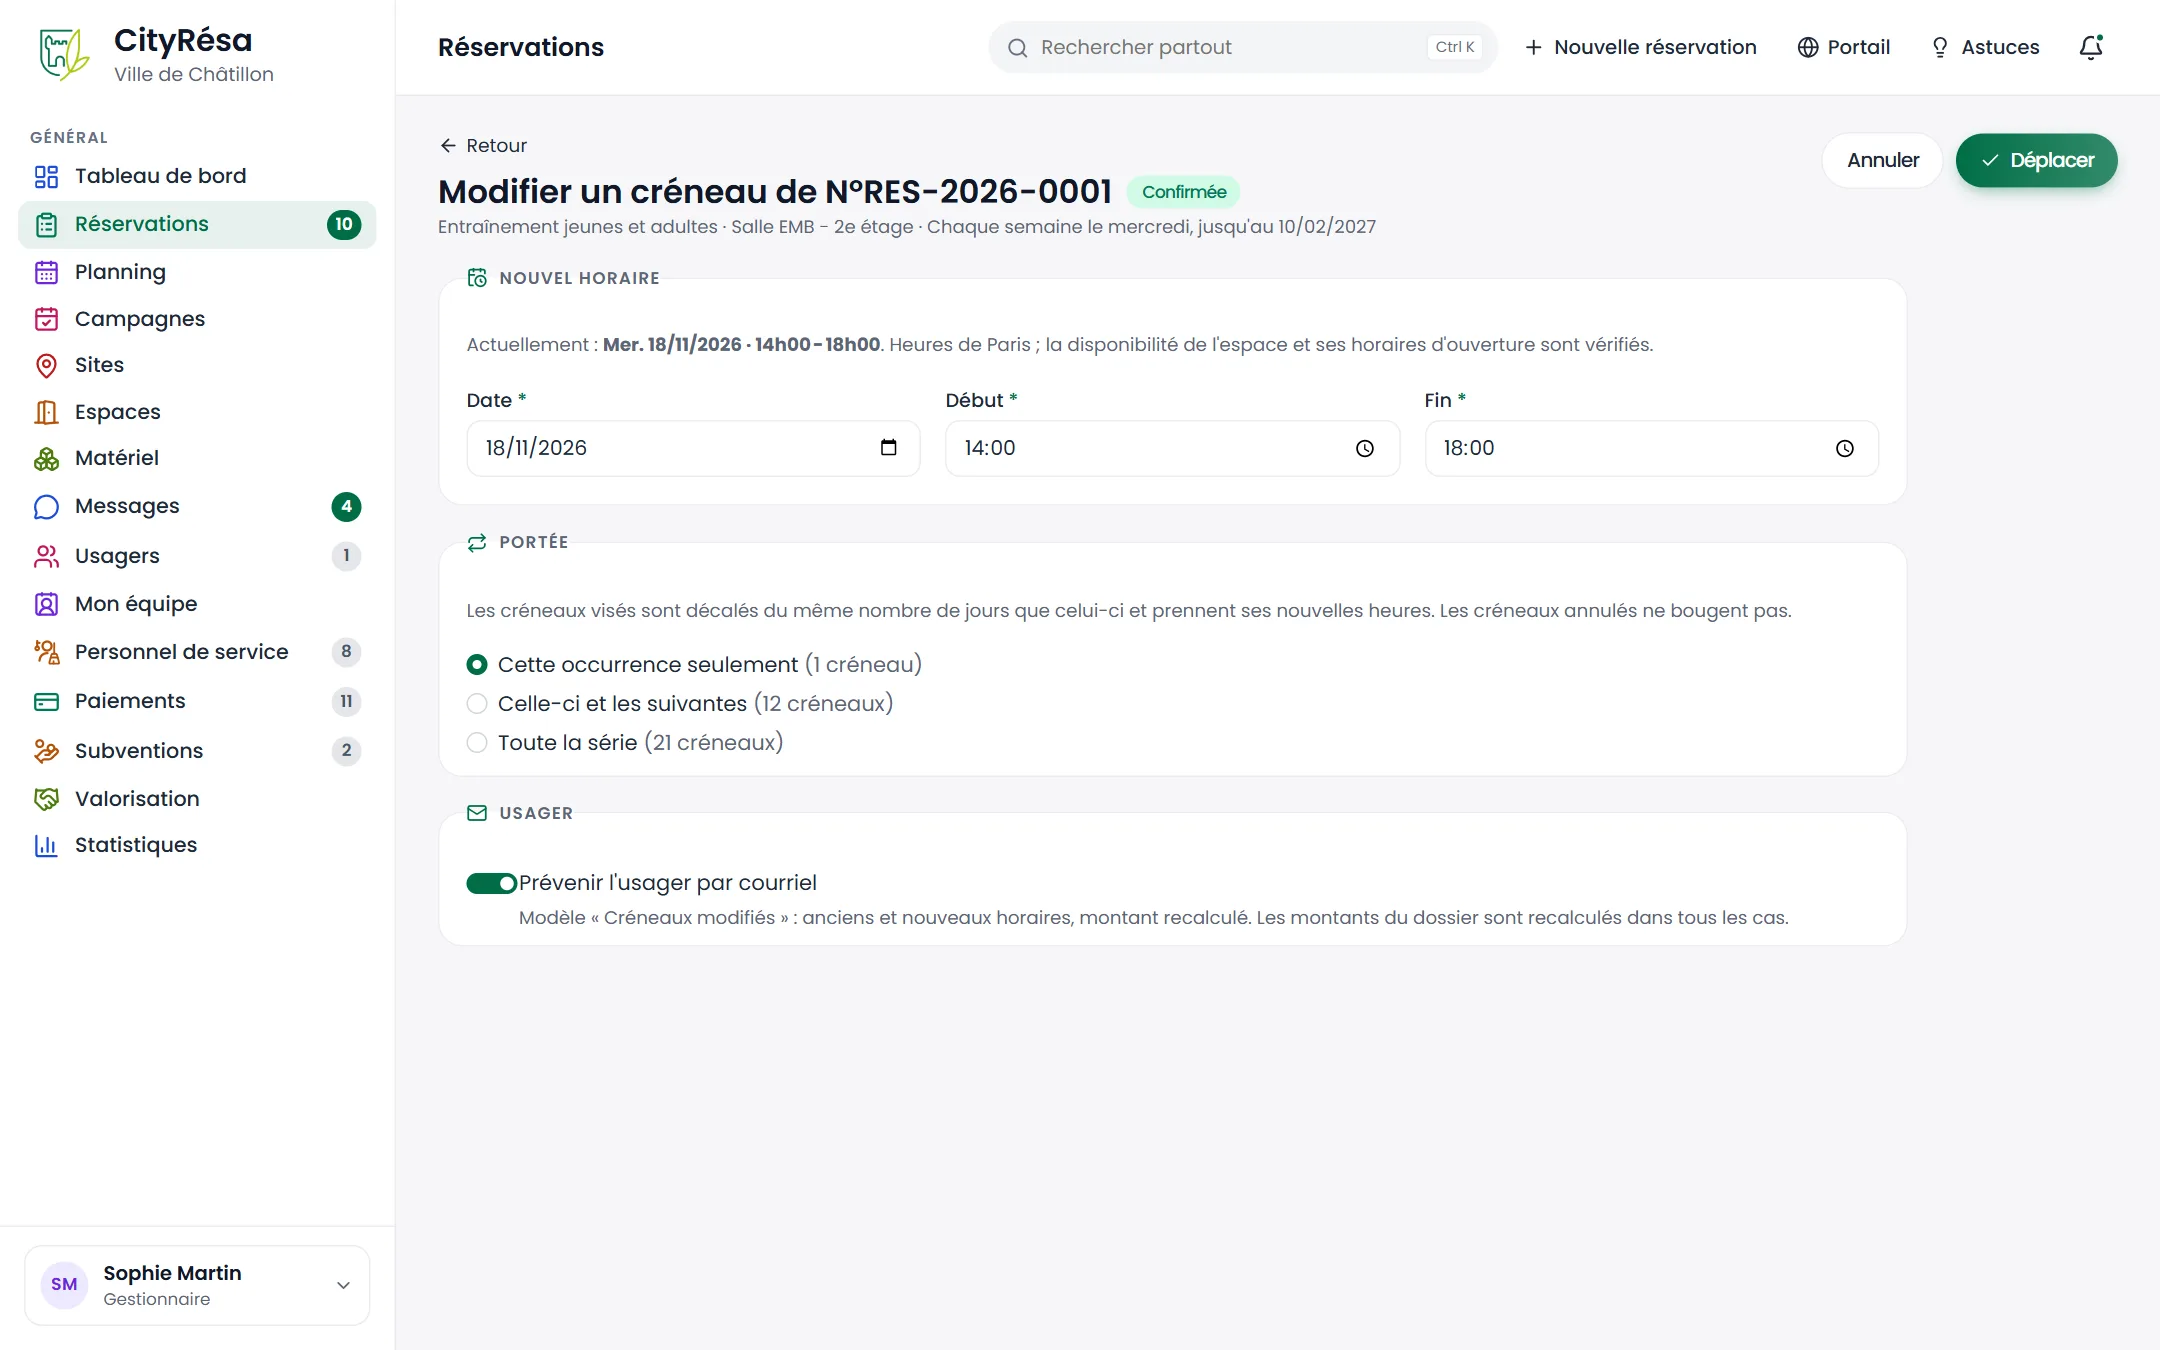 CityRésa
Ville de Châtillon
GÉNÉRAL
Tableau de bord
Réservations 10
Planning
Campagnes
Sites
Espaces
Matériel
Messages 4
Usagers 1
Mon équipe
Personnel de service 8
Paiements 11
Subventions 2
Valorisation
Statistiques
SM
Sophie Martin
Gestionnaire
Réservations
Rechercher partout Ctrl K
Nouvelle réservation
Portail
Astuces
Retour
Annuler
Déplacer
Modifier un créneau de N°RES-2026-0001 Confirmée
Entraînement jeunes et adultes · Salle EMB - 2e étage · Chaque semaine le mercredi, jusqu'au 10/02/2027
NOUVEL HORAIRE
Actuellement : Mer. 18/11/2026 · 14h00 – 18h00. Heures de Paris ; la disponibilité de l'espace et ses horaires d'ouverture sont vérifiés.
Date * Début * Fin *
18/11/2026 14:00 18:00
PORTÉE
Les créneaux visés sont décalés du même nombre de jours que celui-ci et prennent ses nouvelles heures. Les créneaux annulés ne bougent pas.
Cette occurrence seulement (1 créneau)
Celle-ci et les suivantes (12 créneaux)
Toute la série (21 créneaux)
USAGER
Prévenir l'usager par courriel
Modèle « Créneaux modifiés » : anciens et nouveaux horaires, montant recalculé. Les montants du dossier sont recalculés dans tous les cas.